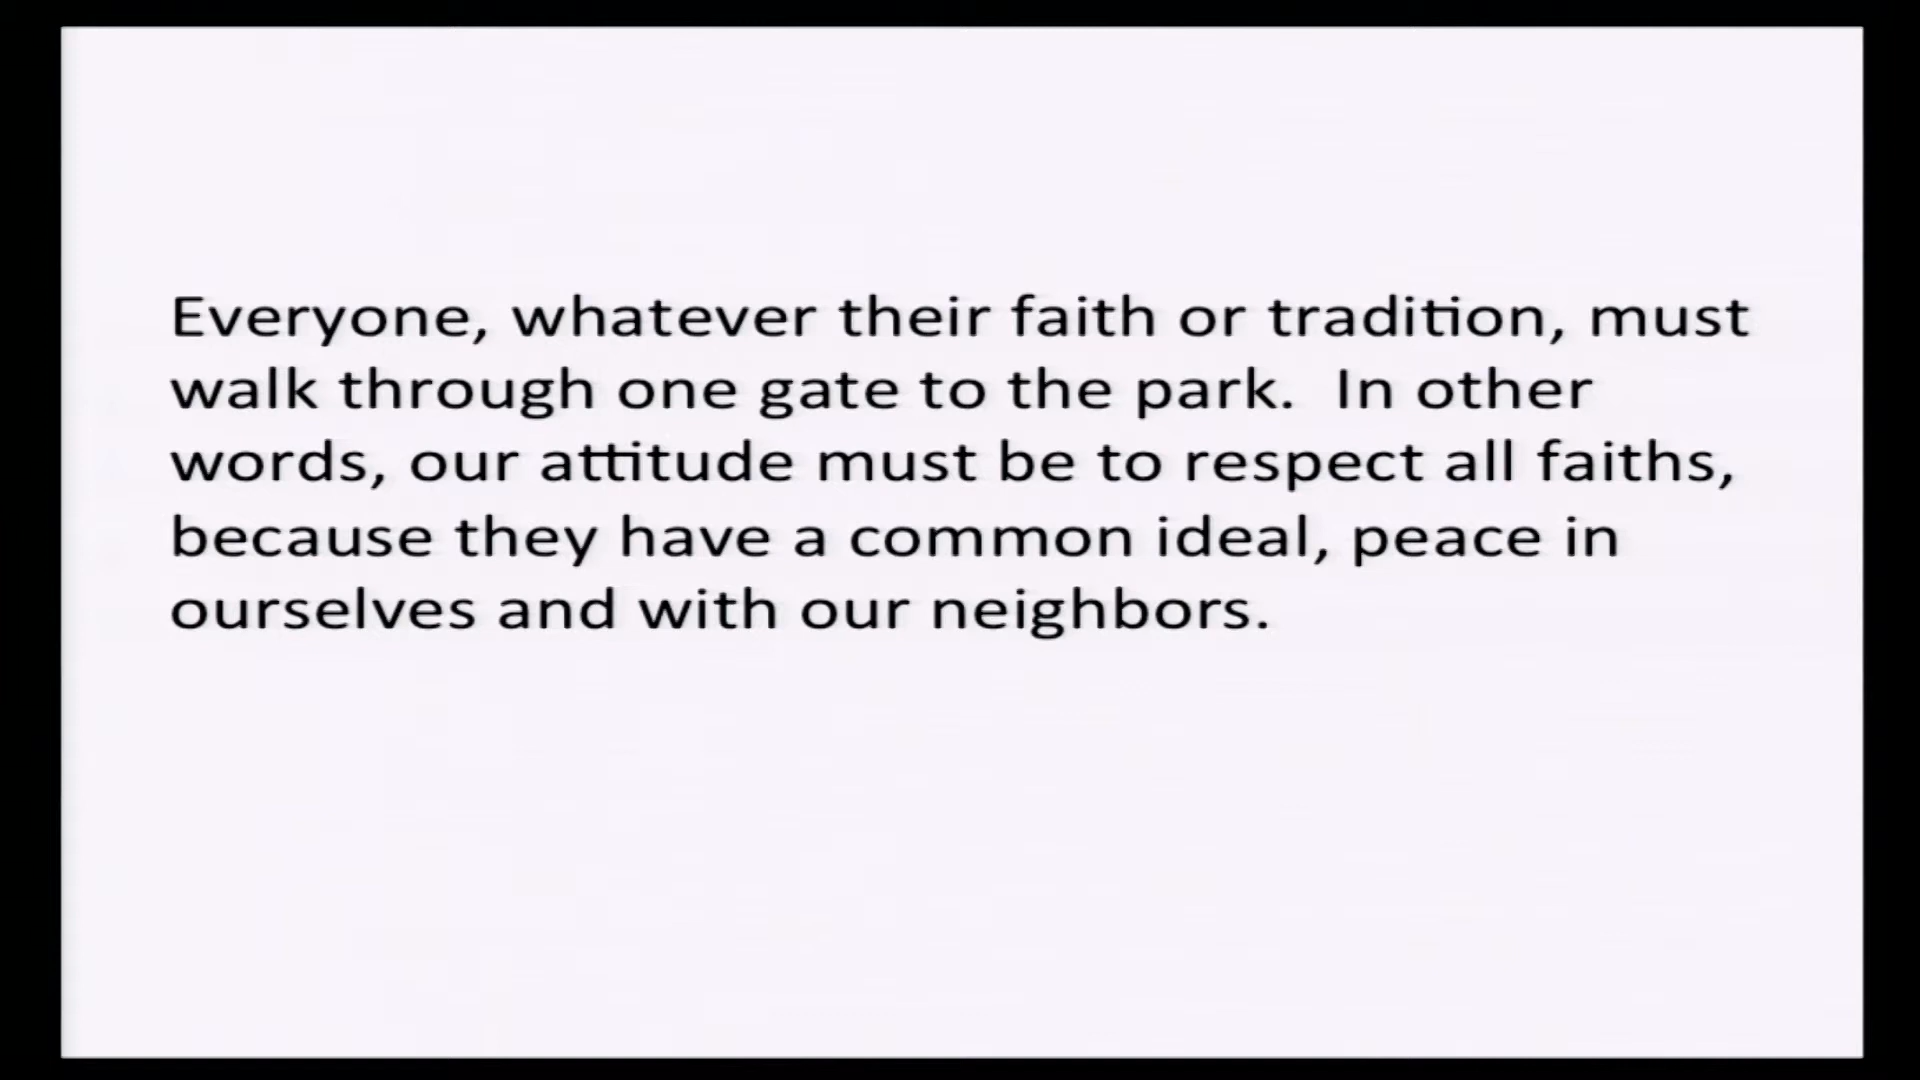 Everyone, whatever their faith or tradition, must
walk through one gate to the park.  In other
words, our attitude must be to respect all faiths,
because they have a common ideal, peace in
ourselves and with our neighbors.